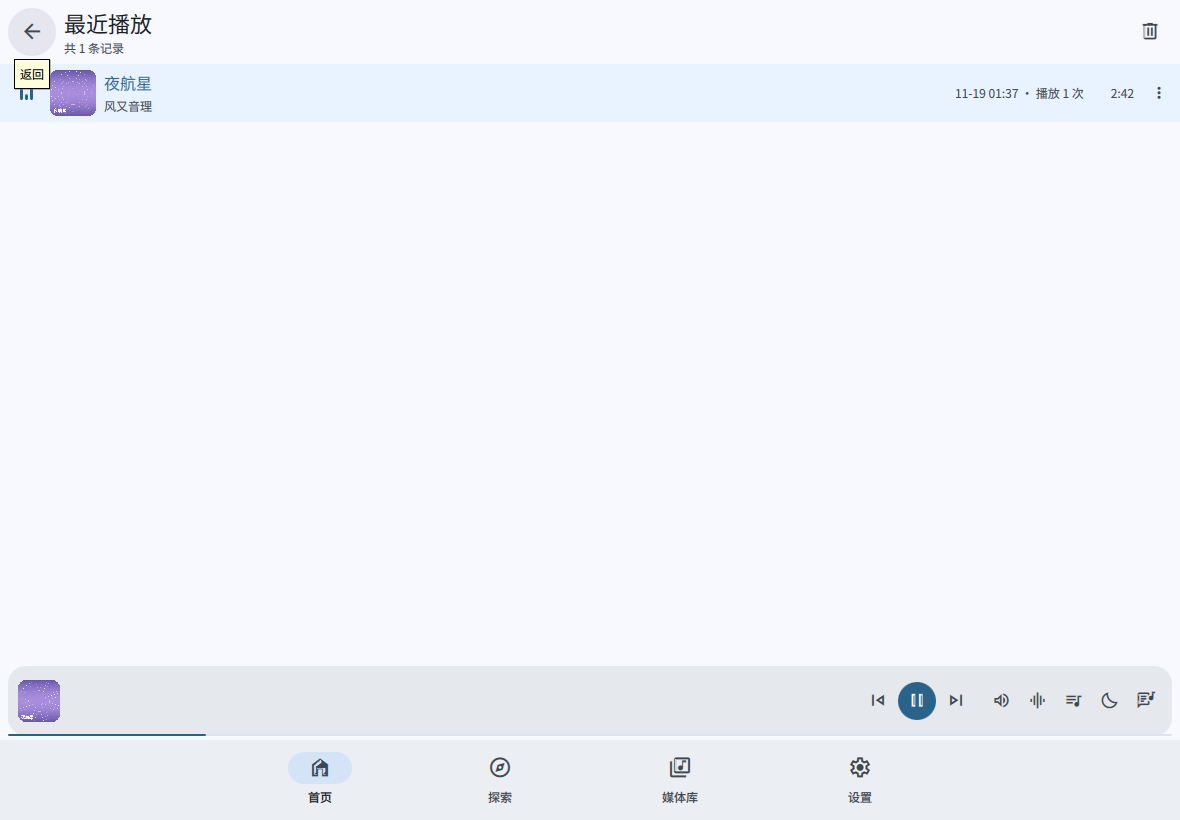 最近播放
共 1 条记录
返回
夜航星
风又音理
11-19 01:37 • 播放 1 次
2:42
首页
探索
媒体库
设置